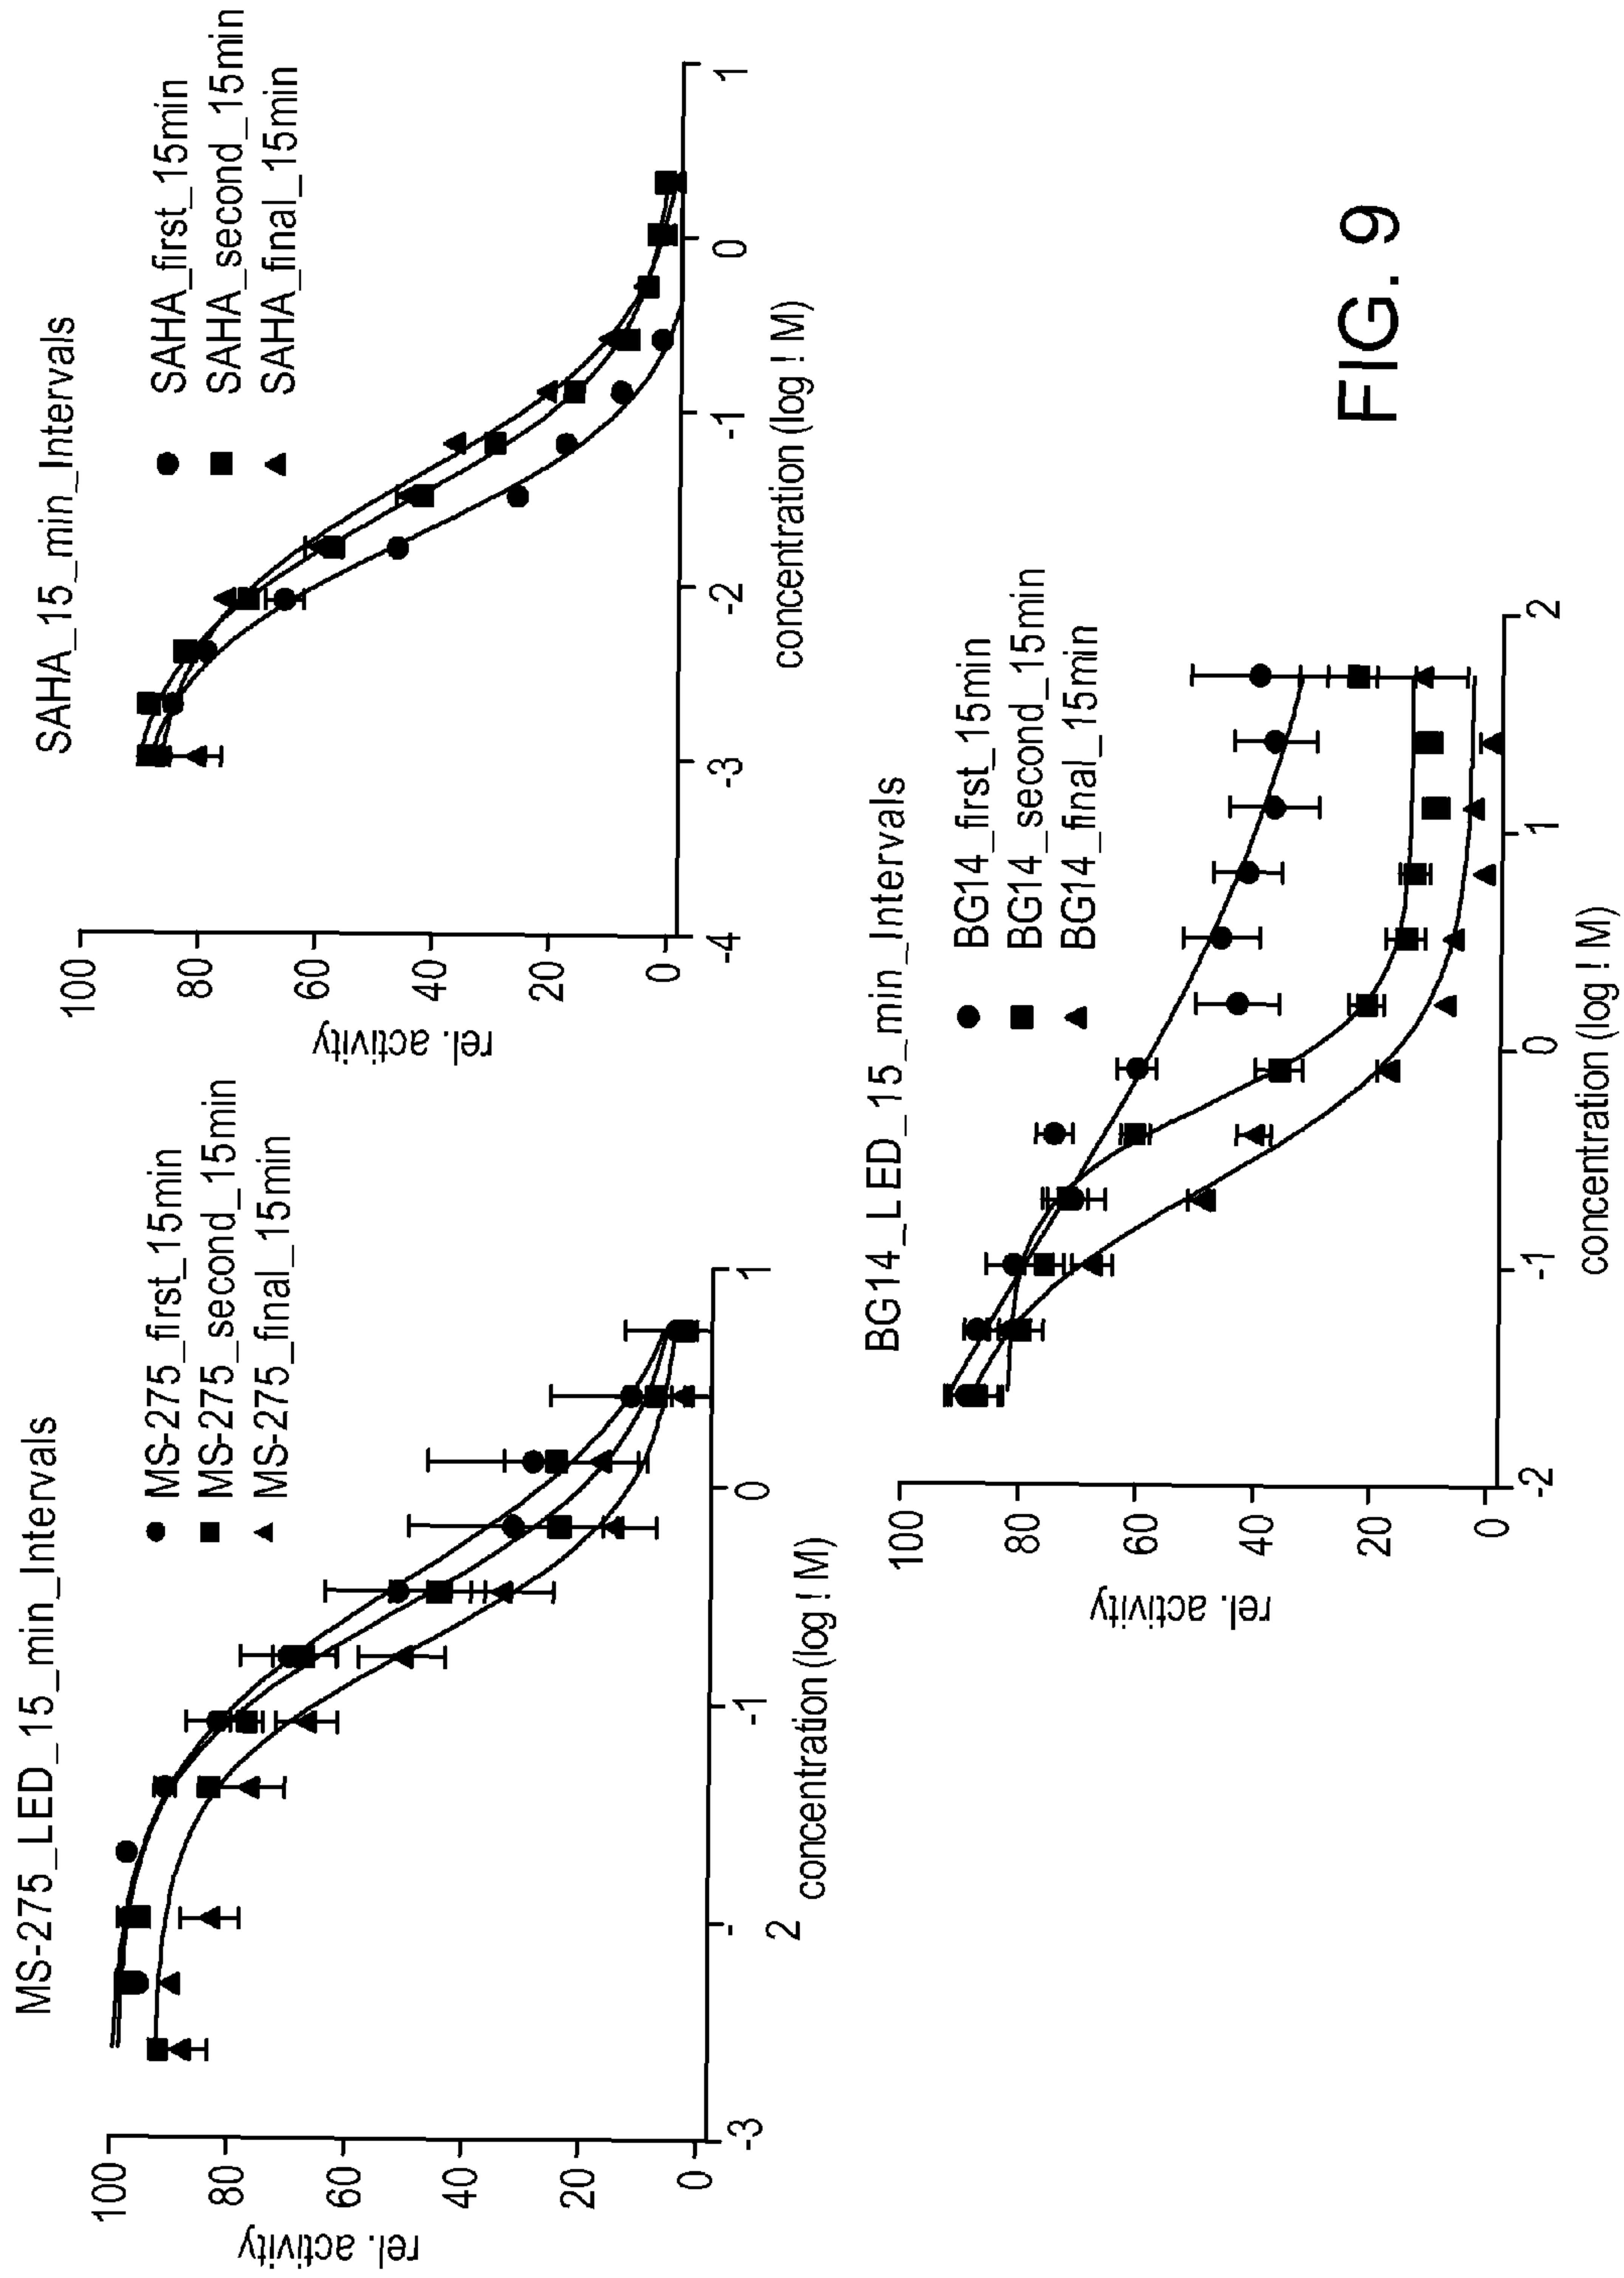 MS-275_LED_15_min_Intervals
MS-275_first_15min
MS-275_second_15min
MS-275_final_15min
rel. activity
100
80
60
40
20
0
-3
-
2
-1
0
1
concentration (log ! M)
SAHA_15_min_Intervals
SAHA_first_15min
SAHA_second_15min
SAHA_final_15min
rel. activity
100
80
60
40
20
0
-4
-3
-2
-1
0
1
concentration (log ! M)
BG14_LED_15_min_Intervals
BG14_first_15min
BG14_second_15min
BG14_final_15min
rel. activity
100
80
60
40
20
0
-2
-1
0
1
2
concentration (log ! M)
FIG. 9